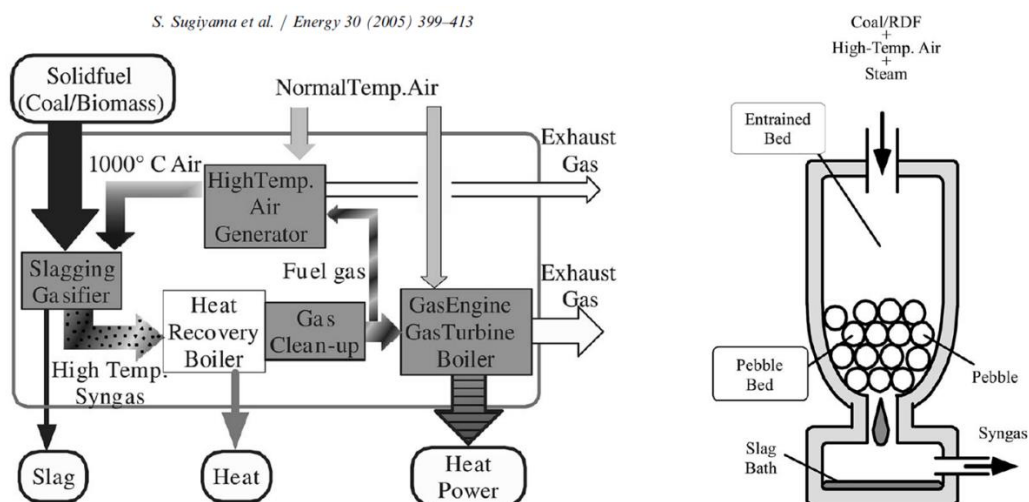 S. Sugiyama et al. / Energy 30 (2005) 399–413
Solidfuel
(Coal/Biomass)
NormalTemp.Air
1000° C Air
Exhaust
Gas
HighTemp.
Air
Generator
Slagging
Gasifier
Fuel gas
Exhaust
Gas
Heat
Recovery
Boiler
Gas
Clean-up
GasEngine
GasTurbine
Boiler
High Temp.
Syngas
Slag
Heat
Heat
Power
Coal/RDF
+
High-Temp. Air
+
Steam
Entrained
Bed
Pebble
Bed
Pebble
Syngas
Slag
Bath